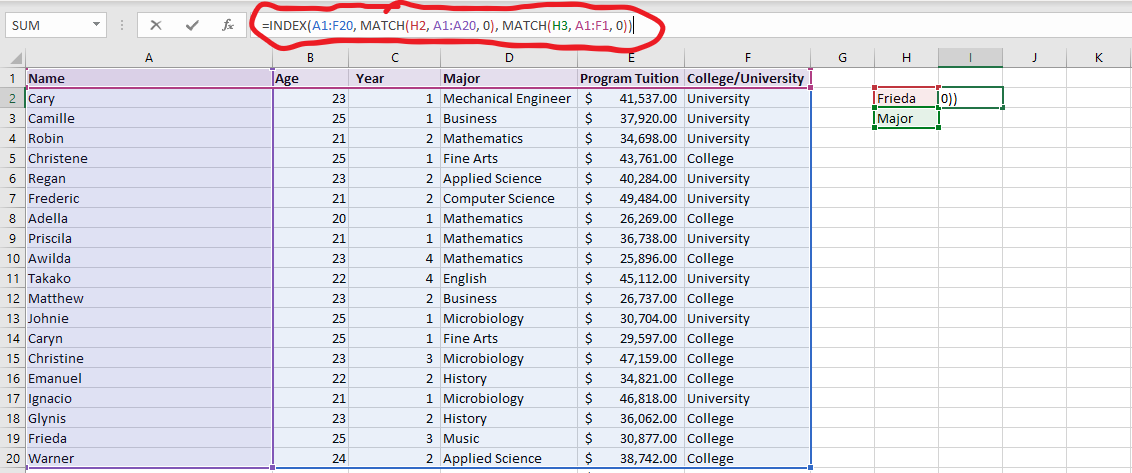 SUM fx =INDEX(A1:F20, MATCH(H2, A1:A20, 0), MATCH(H3, A1:F1, 0))
A B C D E F G H I J K
1 Name Age Year Major Program Tuition College/University
2 Cary 23 1 Mechanical Engineer $ 41,537.00 University Frieda 0))
3 Camille 25 1 Business $ 37,920.00 University Major
4 Robin 21 2 Mathematics $ 34,698.00 University
5 Christene 25 1 Fine Arts $ 43,761.00 College
6 Regan 23 2 Applied Science $ 40,284.00 University
7 Frederic 21 2 Computer Science $ 49,484.00 University
8 Adella 20 1 Mathematics $ 26,269.00 College
9 Priscila 21 1 Mathematics $ 36,738.00 University
10 Awilda 23 4 Mathematics $ 25,896.00 College
11 Takako 22 4 English $ 45,112.00 University
12 Matthew 23 2 Business $ 26,737.00 College
13 Johnie 25 1 Microbiology $ 30,704.00 University
14 Caryn 25 1 Fine Arts $ 29,597.00 College
15 Christine 23 3 Microbiology $ 47,159.00 College
16 Emanuel 22 2 History $ 34,821.00 College
17 Ignacio 21 1 Microbiology $ 46,818.00 University
18 Glynis 23 2 History $ 36,062.00 College
19 Frieda 25 3 Music $ 30,877.00 College
20 Warner 24 2 Applied Science $ 38,742.00 College